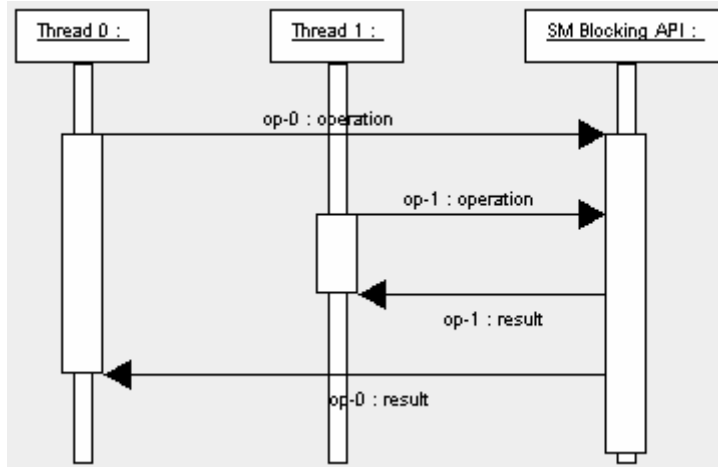 Thread 0 :
Thread 1 :
SM Blocking API :
op-0 : operation
op-1 : operation
op-1 : result
op-0 : result